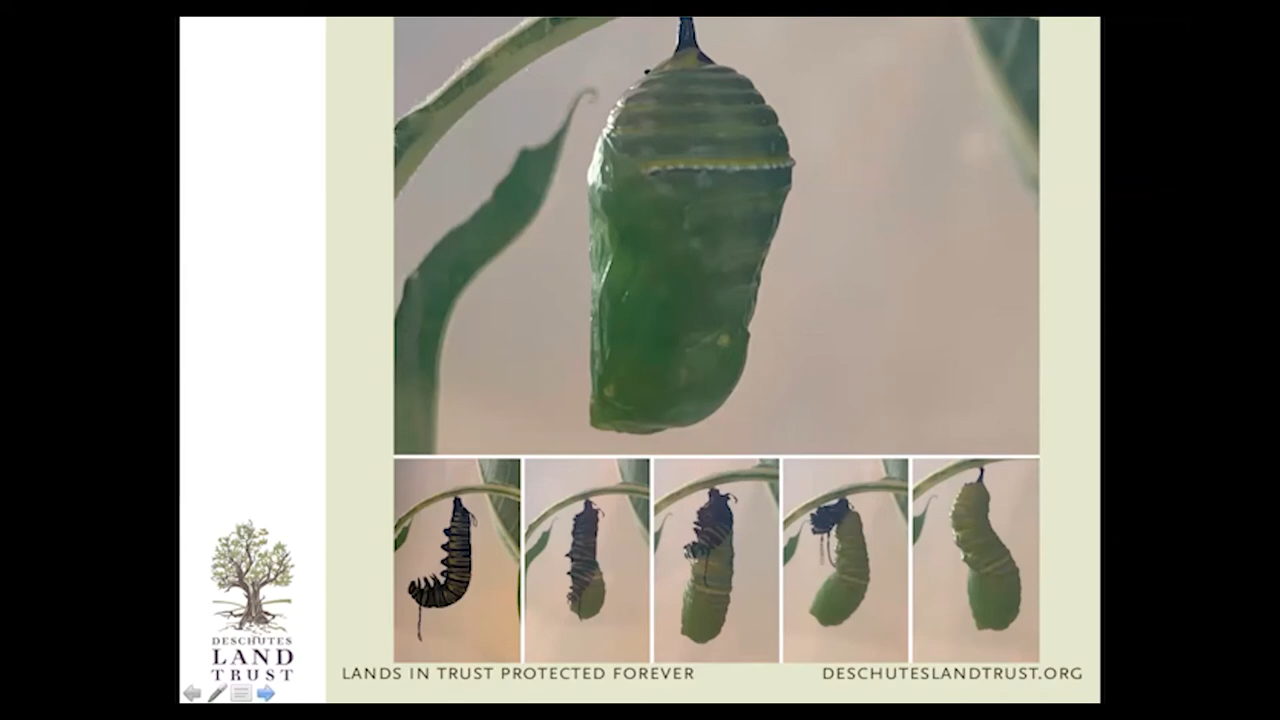 DESCHUTES
LAND
TRUST
LANDS IN TRUST PROTECTED FOREVER
DESCHUTESLANDTRUST.ORG